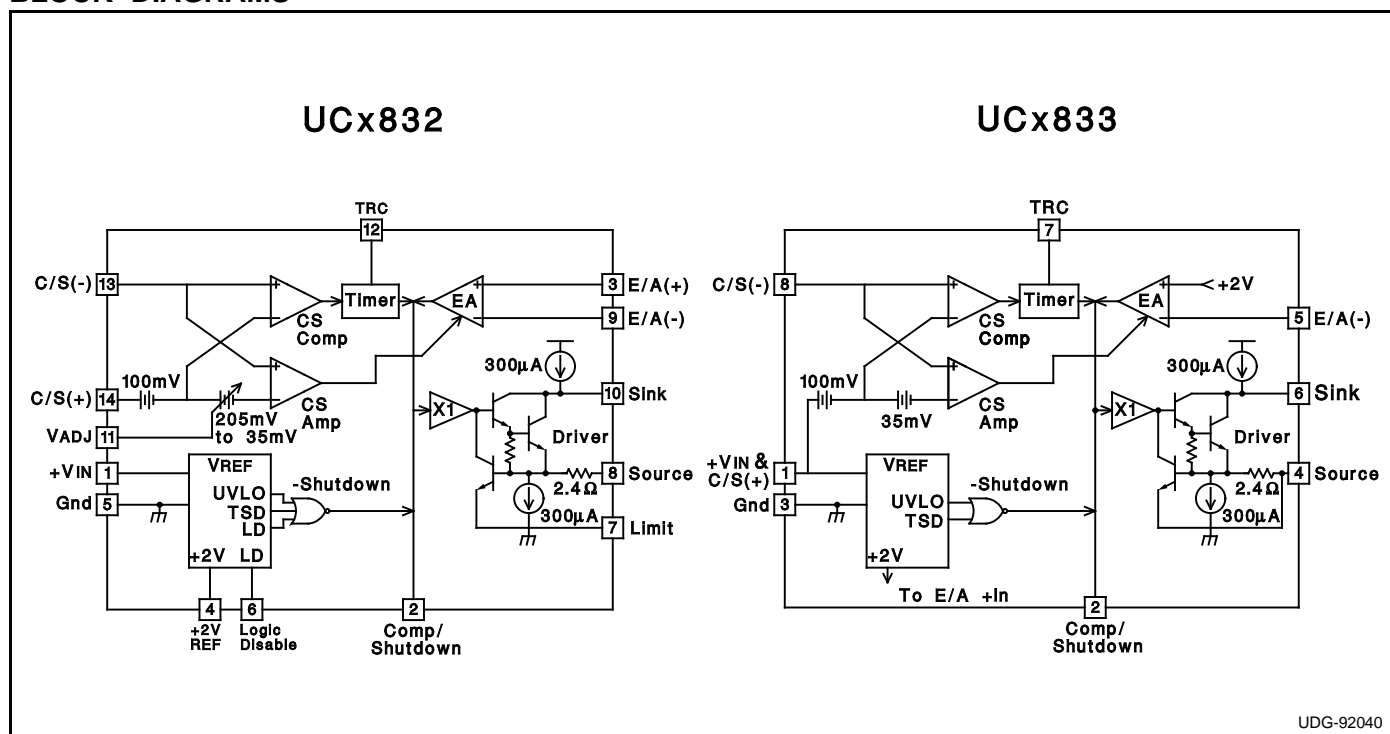 UCx832
TRC
12
C/S(-) 13
Timer
EA
3 E/A(+)
9 E/A(-)
CS
Comp
100mV
C/S(+) 14
205mV
to 35mV
CS
Amp
VADJ 11
300µA
10 Sink
X1
Driver
+VIN 1
VREF
UVLO
TSD
LD
-Shutdown
2.4Ω
8 Source
Gnd 5
300µA
7 Limit
+2V LD
4
6
2
+2V
REF
Logic
Disable
Comp/
Shutdown
UCx833
TRC
7
C/S(-) 8
Timer
EA
+2V
5 E/A(-)
CS
Comp
100mV
35mV
CS
Amp
300µA
6 Sink
X1
Driver
+VIN &
C/S(+)
1
VREF
UVLO
TSD
-Shutdown
2.4Ω
4 Source
Gnd 3
300µA
+2V
To E/A +In
2
Comp/
Shutdown
UDG-92040